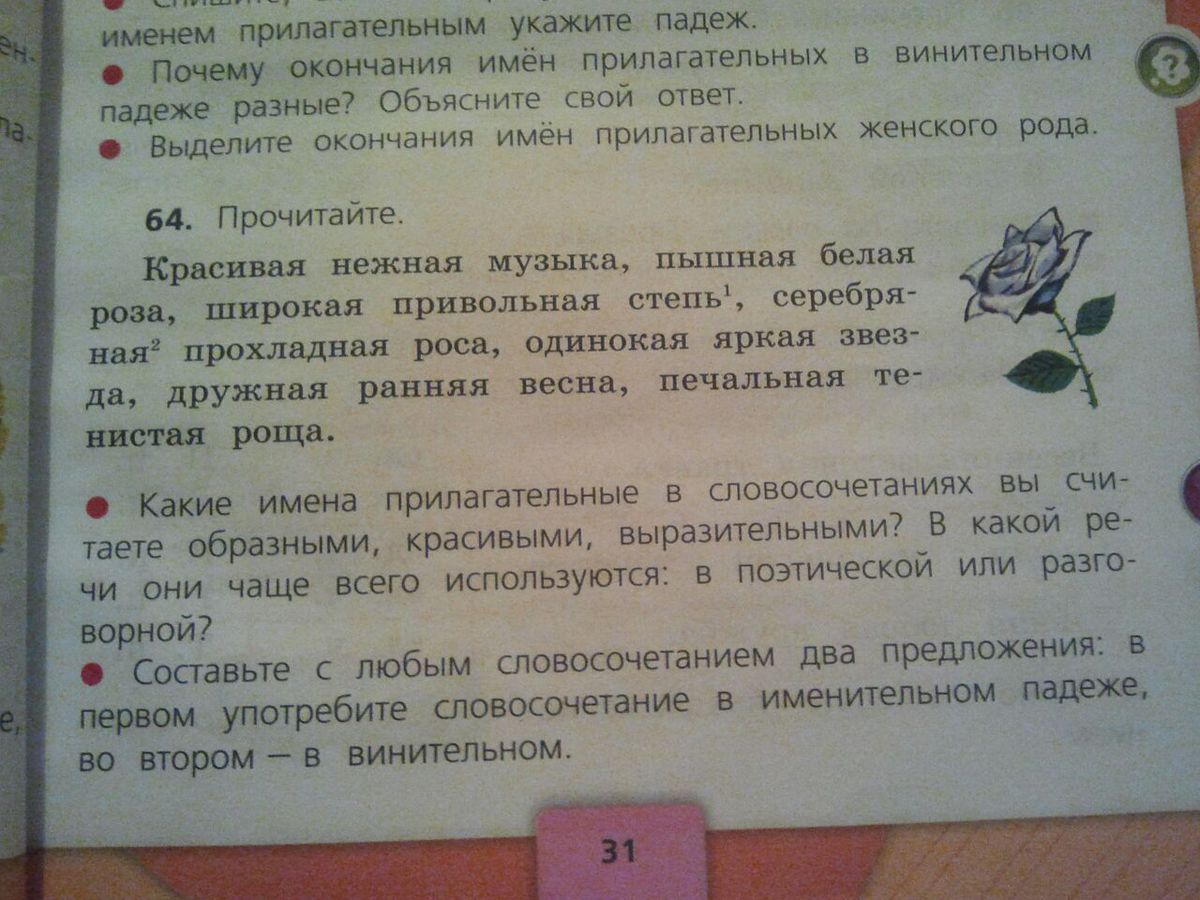 именем прилагательным укажите падеж.
● Почему окончания имён прилагательных в винительном
падеже разные? Объясните свой ответ.
● Выделите окончания имён прилагательных женского рода.
64. Прочитайте.
Красивая нежная музыка, пышная белая
роза, широкая привольная степь¹, серебря-
ная² прохладная роса, одинокая яркая звез-
да, дружная ранняя весна, печальная те-
нистая роща.
● Какие имена прилагательные в словосочетаниях вы счи-
таете образными, красивыми, выразительными? В какой ре-
чи они чаще всего используются: в поэтической или разго-
ворной?
● Составьте с любым словосочетанием два предложения: в
первом употребите словосочетание в именительном падеже,
во втором — в винительном.
31